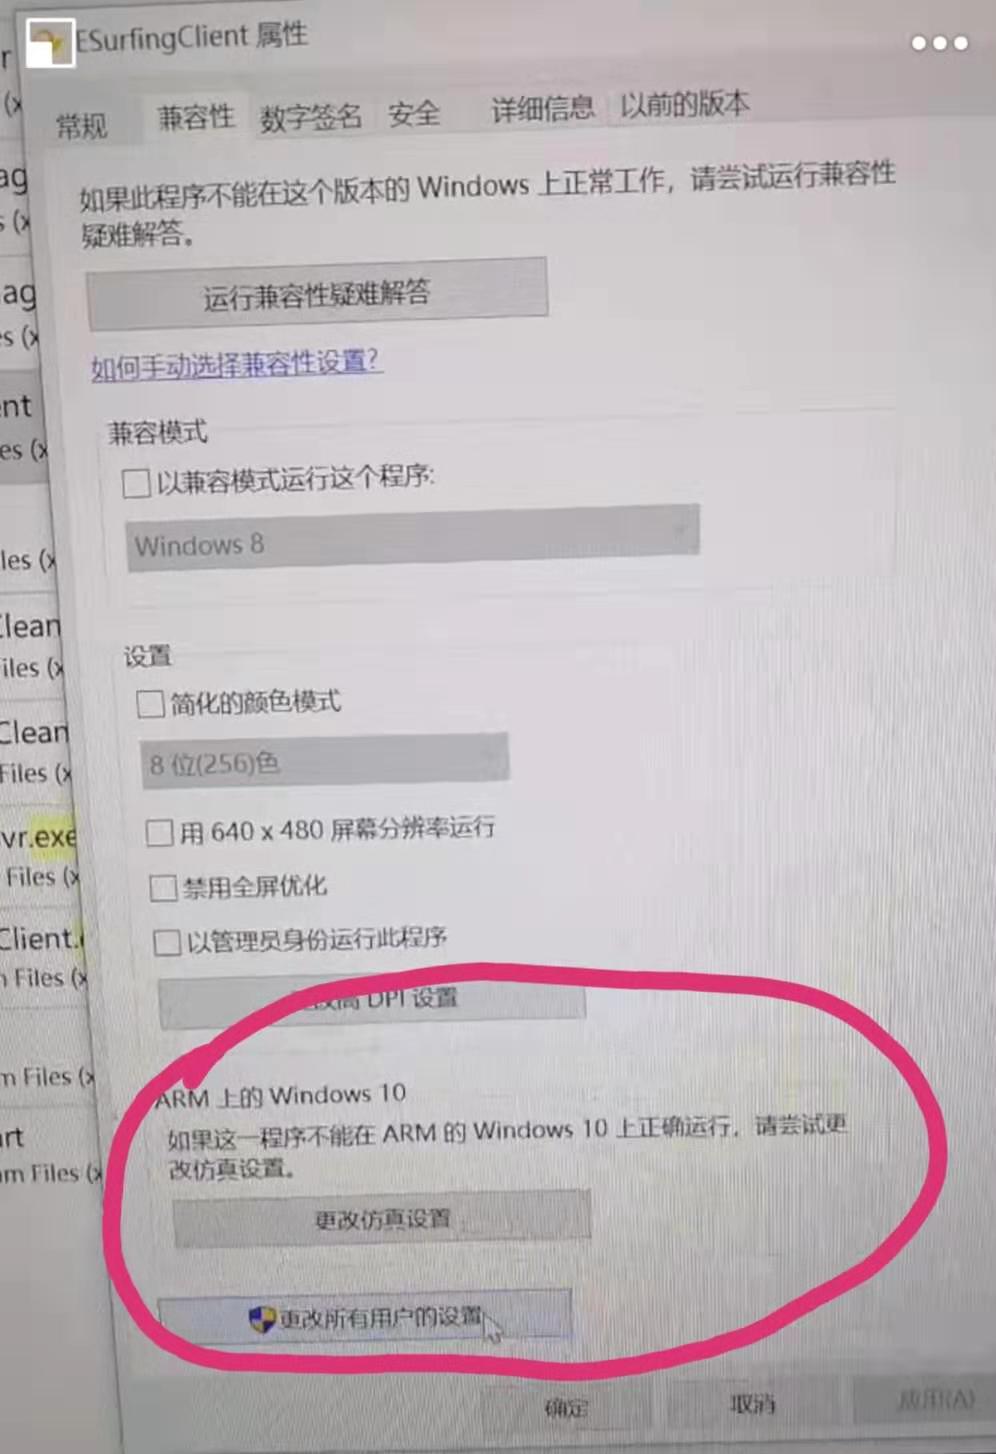 ESurfingClient 属性
常规 兼容性 数字签名 安全 详细信息 以前的版本
如果此程序不能在这个版本的 Windows 上正常工作，请尝试运行兼容性
疑难解答。
运行兼容性疑难解答
如何手动选择兼容性设置?
兼容模式
以兼容模式运行这个程序:
Windows 8
设置
简化的颜色模式
8 位(256)色
用 640 x 480 屏幕分辨率运行
禁用全屏优化
以管理员身份运行此程序
高 DPI 设置
ARM 上的 Windows 10
如果这一程序不能在 ARM 的 Windows 10 上正确运行，请尝试更
改仿真设置。
更改仿真设置
更改所有用户的设置
确定 取消 应用(A)
r
(x
ag
s (x
ag
es (x
ent
es (x
les (x
Clean
iles (x
Clean
Files (x
vr.exe
Files (x
Client.
n Files (x
m Files (x
rt
am Files (x